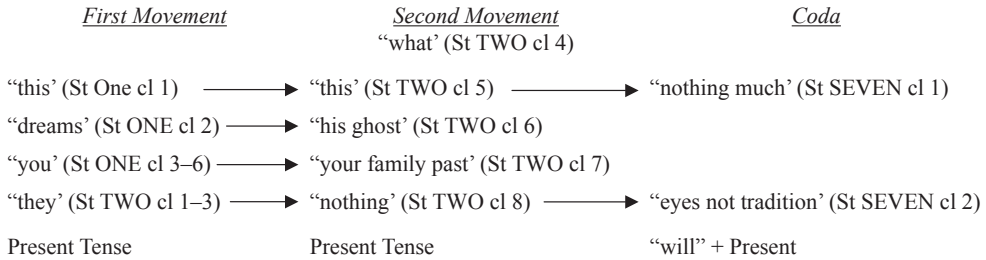 First Movement Second Movement Coda
“what’ (St TWO cl 4)
“this’ (St One cl 1) “this’ (St TWO cl 5) “nothing much’ (St SEVEN cl 1)
“dreams’ (St ONE cl 2) “his ghost’ (St TWO cl 6)
“you’ (St ONE cl 3–6) “your family past’ (St TWO cl 7)
“they’ (St TWO cl 1–3) “nothing’ (St TWO cl 8) “eyes not tradition’ (St SEVEN cl 2)
Present Tense Present Tense “will” + Present